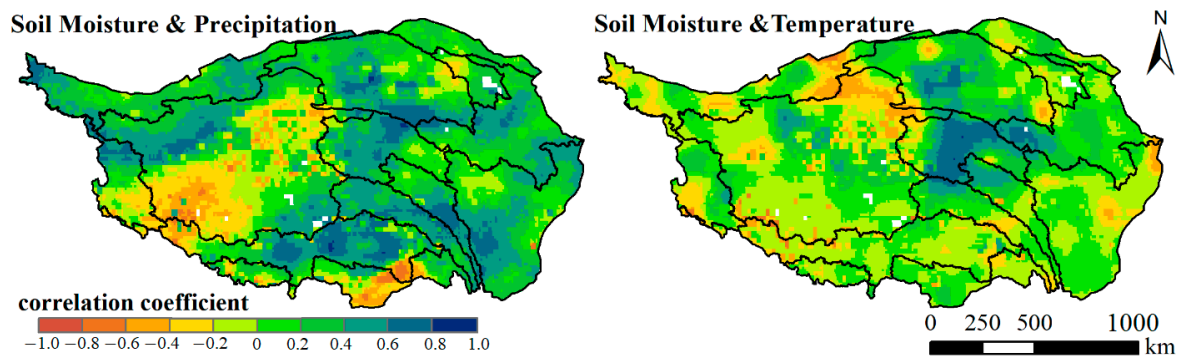 Soil Moisture & Precipitation
Soil Moisture &Temperature
N
correlation coefficient
−1.0 −0.8 −0.6 −0.4 −0.2 0 0.2 0.4 0.6 0.8 1.0
0 250 500 1000
km